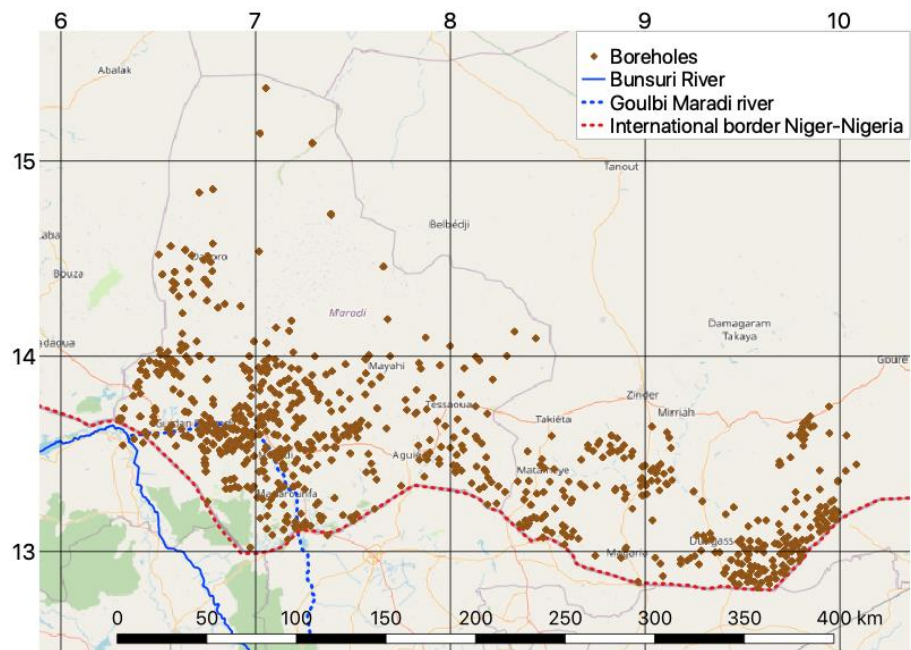 6 7 8 9 10
Boreholes
Bunsuri River
Goulbi Maradi river
International border Niger-Nigeria
Abalak
15
Tanout
Belbédji
Bouza
Maradi
Damagaram
Takaya
14
Mayahi
Goure
Zinder
Tessaoua
Mirriah
Takiéta
Matameye
Madarounfa
13
0 50 100 150 200 250 300 350 400 km